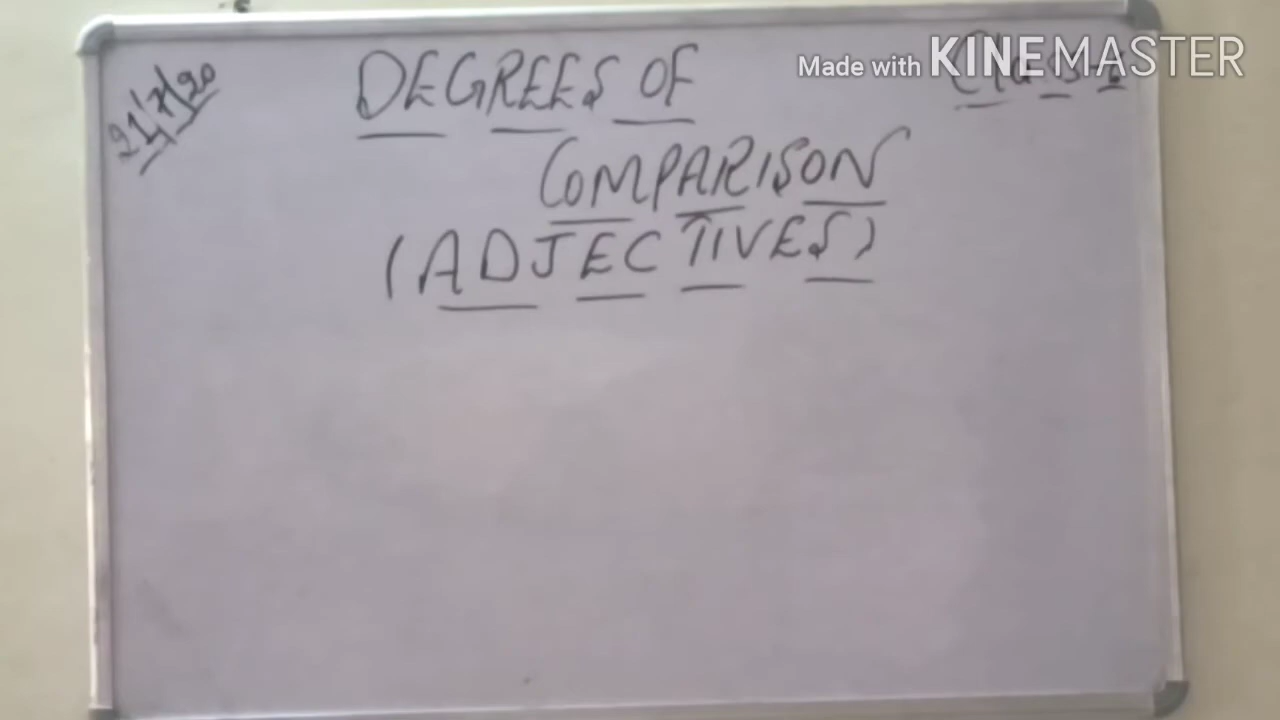 21/7/20
DEGREES OF
Made with KINEMASTER
COMPARISON
(ADJECTIVES)